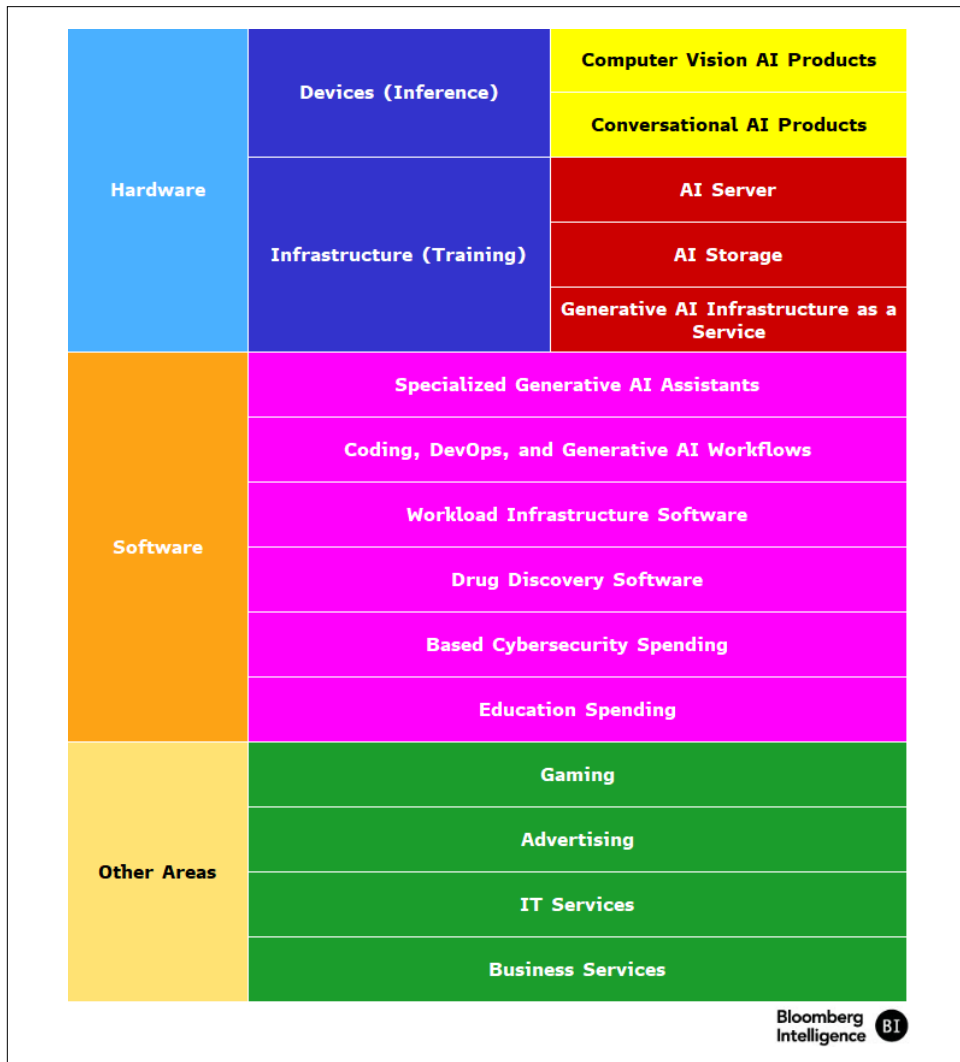 Hardware
Devices (Inference)
Computer Vision AI Products
Conversational AI Products
Infrastructure (Training)
AI Server
AI Storage
Generative AI Infrastructure as a
Service
Software
Specialized Generative AI Assistants
Coding, DevOps, and Generative AI Workflows
Workload Infrastructure Software
Drug Discovery Software
Based Cybersecurity Spending
Education Spending
Other Areas
Gaming
Advertising
IT Services
Business Services
Bloomberg
Intelligence
BI